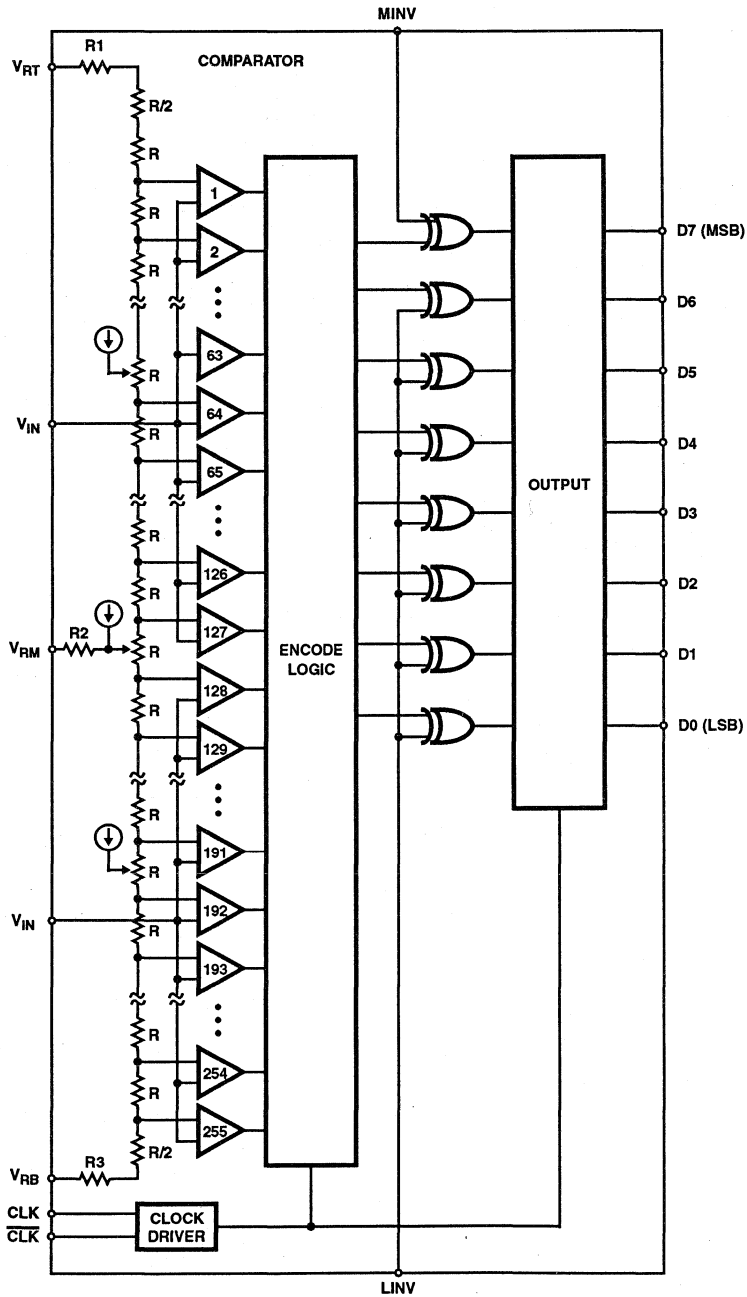 MINV
R1
COMPARATOR
VRT
R/2
R
1
R
2
R
63
R
64
VIN
R
65
OUTPUT
R
126
R
127
R2
VRM
R
ENCODE
LOGIC
128
R
129
R
191
R
192
VIN
R
193
R
254
R
255
R/2
R3
VRB
CLK
CLK
CLOCK
DRIVER
LINV
D7 (MSB)
D6
D5
D4
D3
D2
D1
D0 (LSB)